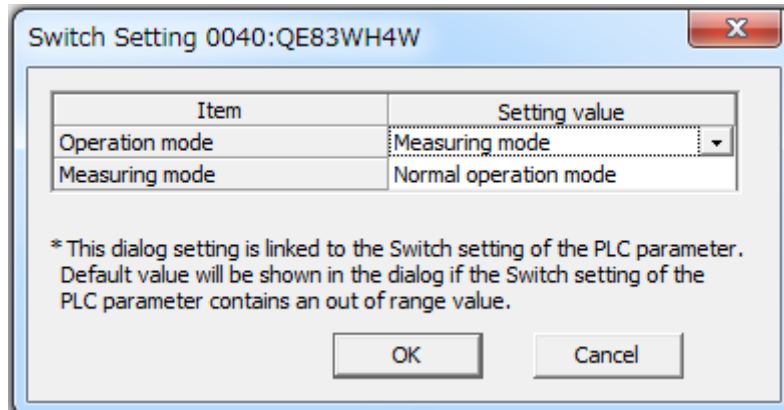 Switch Setting 0040:QE83WH4W
Item Setting value
Operation mode Measuring mode
Measuring mode Normal operation mode
* This dialog setting is linked to the Switch setting of the PLC parameter.
Default value will be shown in the dialog if the Switch setting of the
PLC parameter contains an out of range value.
OK Cancel